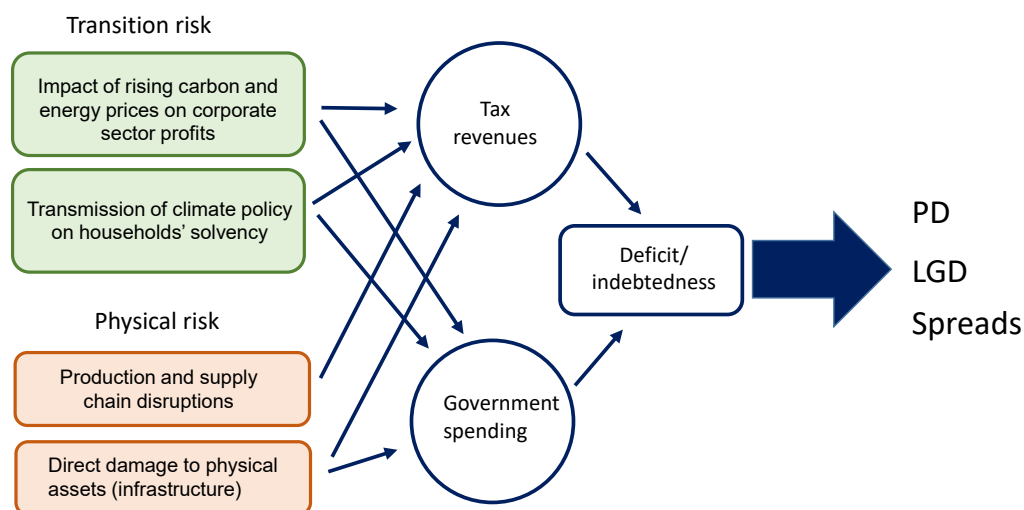 Transition risk
Impact of rising carbon and
energy prices on corporate
sector profits
Transmission of climate policy
on households’ solvency
Physical risk
Production and supply
chain disruptions
Direct damage to physical
assets (infrastructure)
Tax
revenues
Government
spending
Deficit/
indebtedness
PD
LGD
Spreads